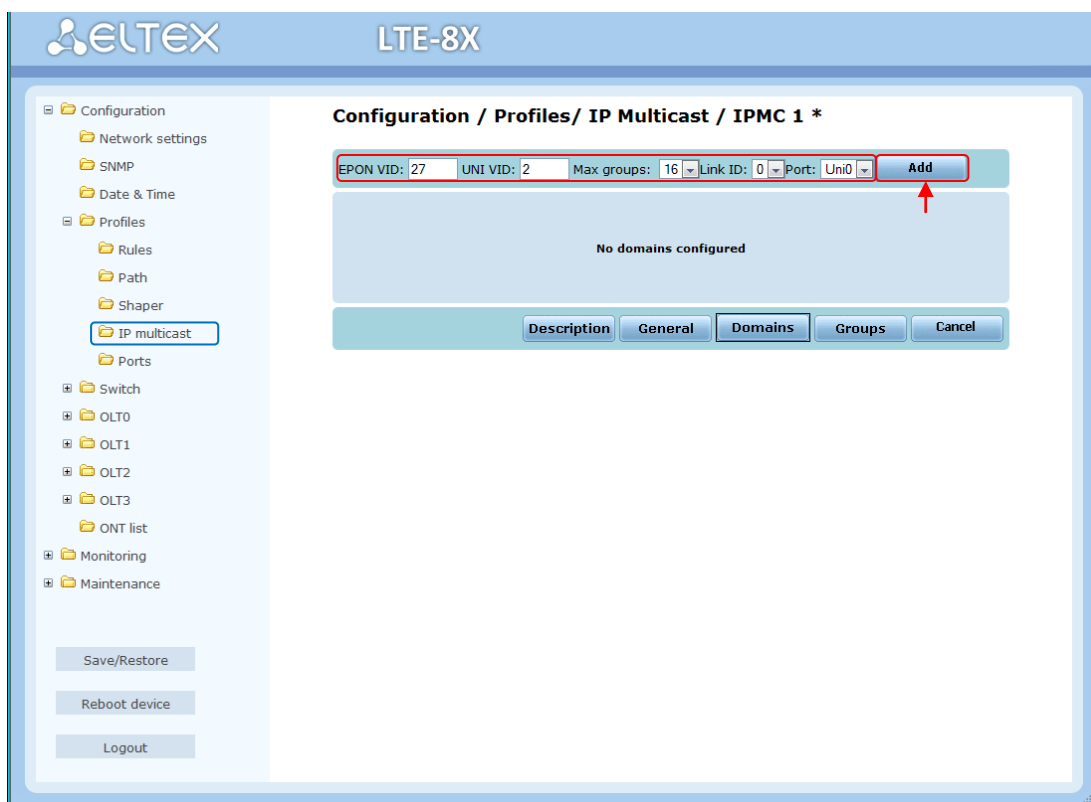 ELTEX
LTE-8X
Configuration
Network settings
SNMP
Date & Time
Profiles
Rules
Path
Shaper
IP multicast
Ports
Switch
OLT0
OLT1
OLT2
OLT3
ONT list
Monitoring
Maintenance
Save/Restore
Reboot device
Logout
Configuration / Profiles/ IP Multicast / IPMC 1 *
EPON VID: 27 UNI VID: 2 Max groups: 16 Link ID: 0 Port: Uni0 Add
No domains configured
Description General Domains Groups Cancel